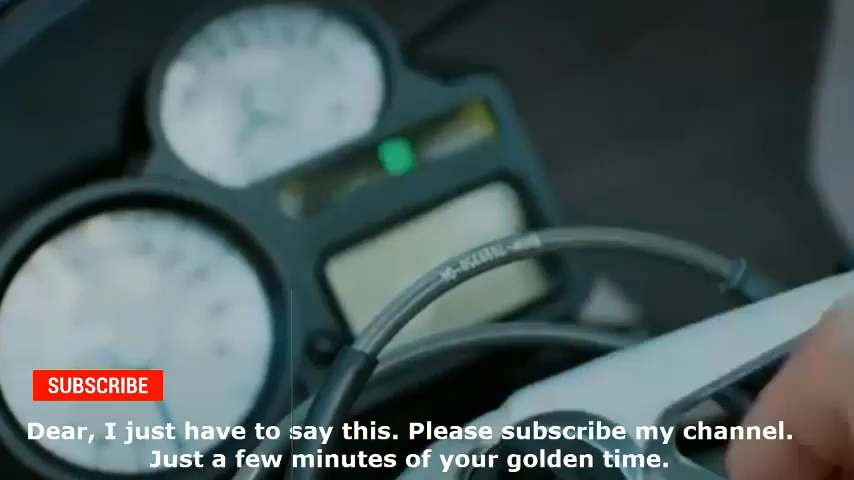 SUBSCRIBE
Dear, I just have to say this. Please subscribe my channel.
Just a few minutes of your golden time.